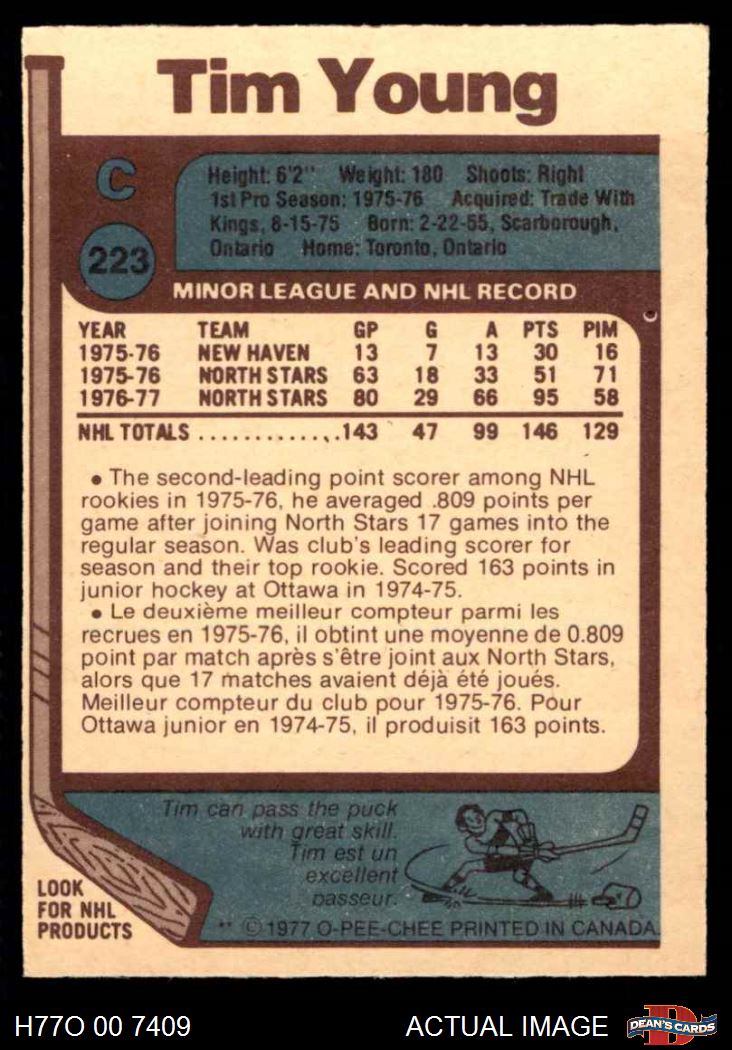 Tim Young
C
223
Height: 6'2" Weight: 180 Shoots: Right
1st Pro Season: 1975-76 Acquired: Trade With
Kings, 8-15-75 Born: 2-22-55, Scarborough,
Ontario Home: Toronto, Ontario
MINOR LEAGUE AND NHL RECORD
YEAR TEAM GP G A PTS PIM
1975-76 NEW HAVEN 13 7 13 30 16
1975-76 NORTH STARS 63 18 33 51 71
1976-77 NORTH STARS 80 29 66 95 58
NHL TOTALS ............... 143 47 99 146 129
• The second-leading point scorer among NHL
rookies in 1975-76, he averaged .809 points per
game after joining North Stars 17 games into the
regular season. Was club's leading scorer for
season and their top rookie. Scored 163 points in
junior hockey at Ottawa in 1974-75.
• Le deuxième meilleur compteur parmi les
recrues en 1975-76, il obtint une moyenne de 0.809
point par match après s'être joint aux North Stars,
alors que 17 matches avaient déjà été joués.
Meilleur compteur du club pour 1975-76. Pour
Ottawa junior en 1974-75, il produisit 163 points.
Tim can pass the puck
with great skill.
Tim est un
excellent
passeur.
LOOK
FOR NHL
PRODUCTS
** © 1977 O-PEE-CHEE PRINTED IN CANADA
H77O 00 7409
ACTUAL IMAGE
D
DEAN'S CARDS